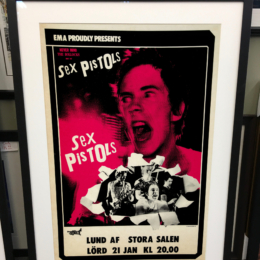 EMA PROUDLY PRESENTS
SEX PISTOLS
SEX
PISTOLS
LUND AF STORA SALEN
LÖRD 21 JAN KL 20.00